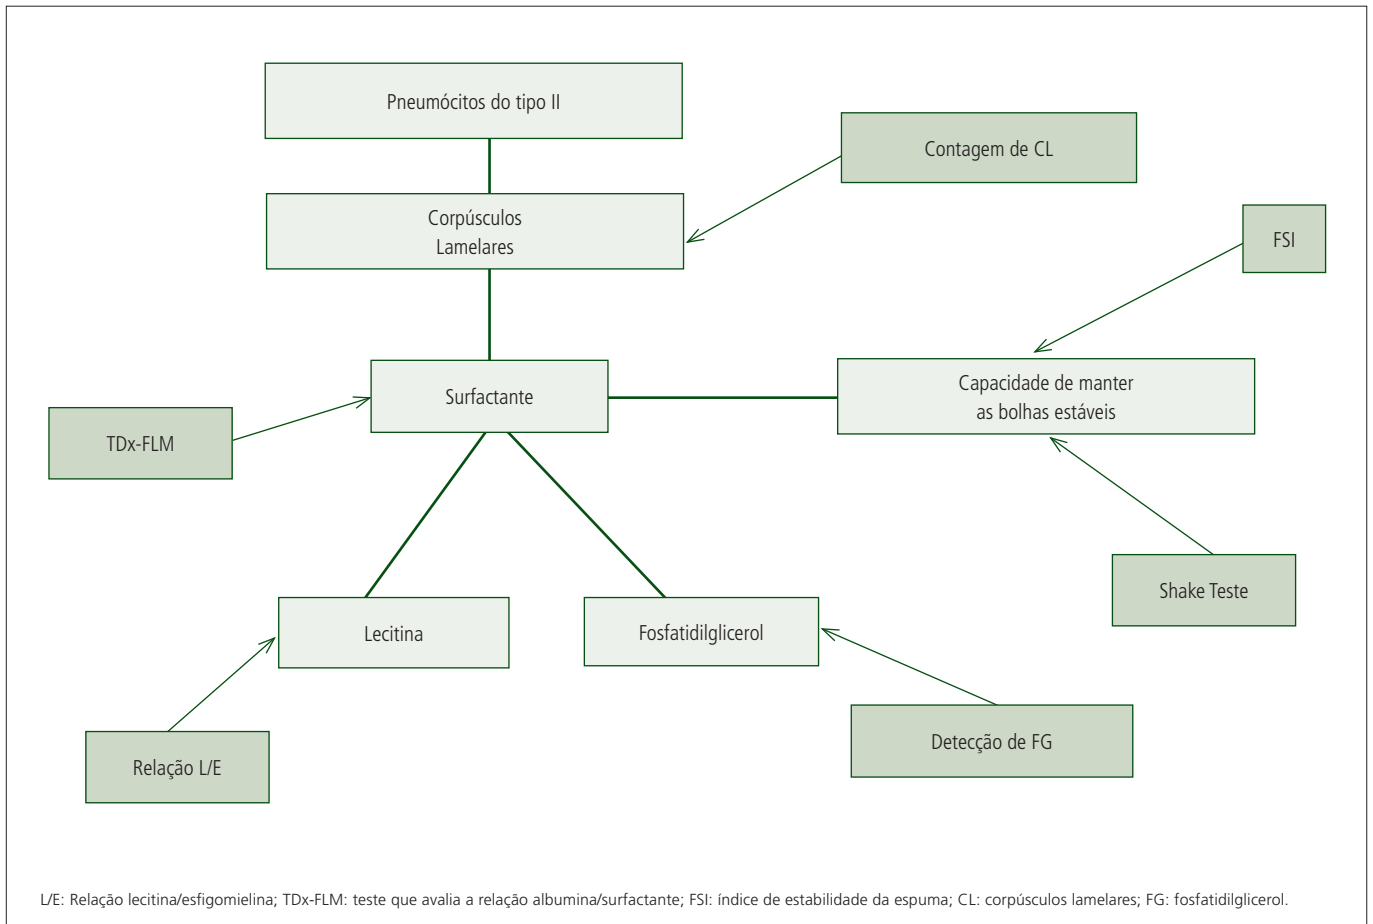 Pneumócitos do tipo II
Contagem de CL
Corpúsculos
Lamelares
FSI
Capacidade de manter
as bolhas estáveis
Surfactante
TDx-FLM
Shake Teste
Lecitina
Fosfatidilglicerol
Detecção de FG
Relação L/E
L/E: Relação lecitina/esfigomielina; TDx-FLM: teste que avalia a relação albumina/surfactante; FSI: índice de estabilidade da espuma; CL: corpúsculos lamelares; FG: fosfatidilglicerol.